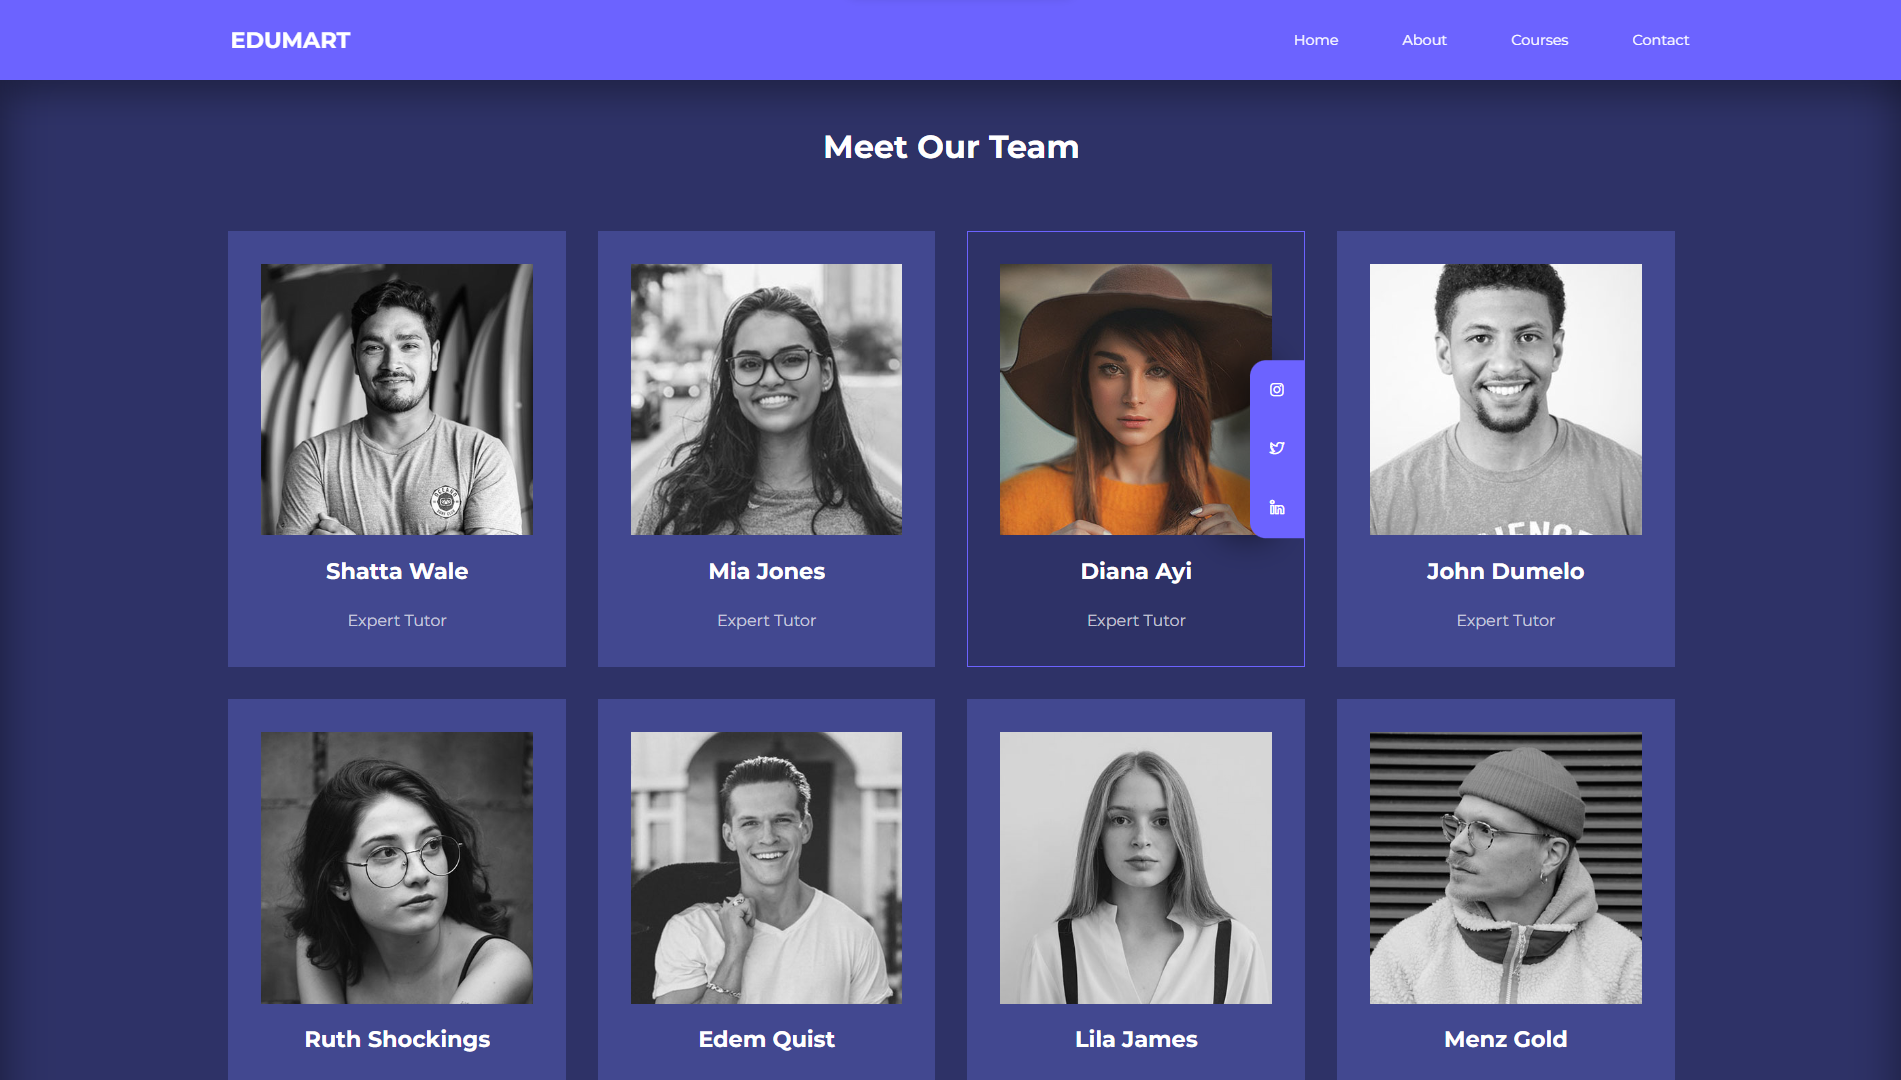 EDUMART
Home
About
Courses
Contact
Meet Our Team
Shatta Wale
Expert Tutor
Mia Jones
Expert Tutor
Diana Ayi
Expert Tutor
John Dumelo
Expert Tutor
Ruth Shockings
Edem Quist
Lila James
Menz Gold